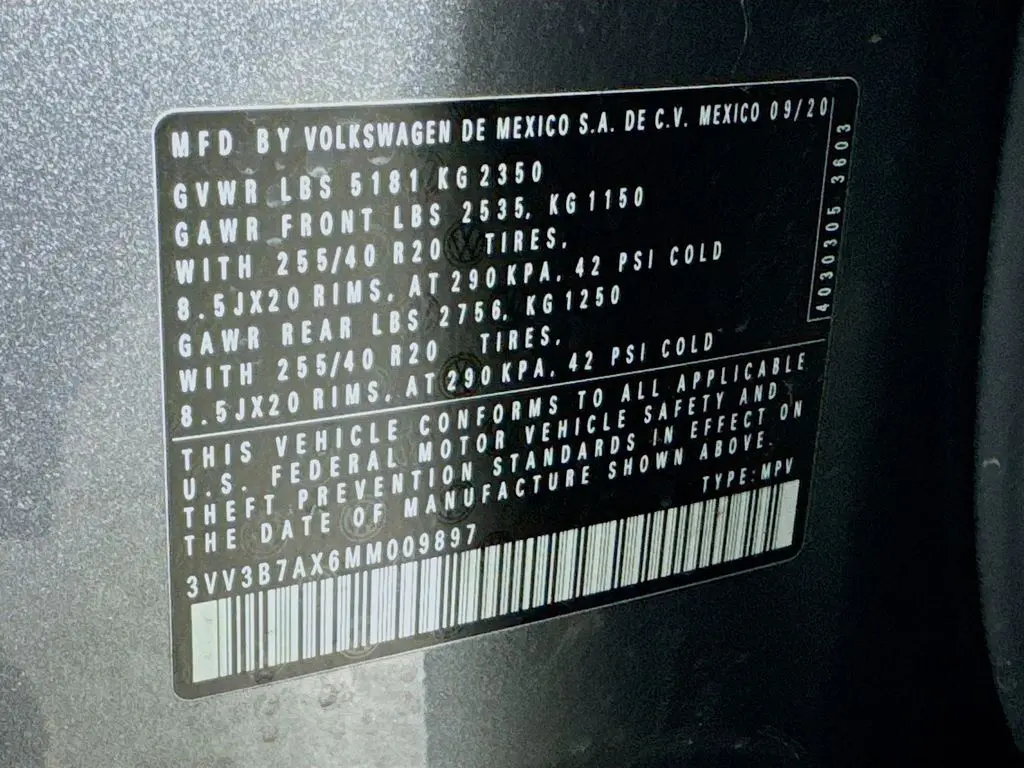 MFD BY VOLKSWAGEN DE MEXICO S.A. DE C.V. MEXICO 09/20
GVWR LBS 5181 KG 2350
GAWR FRONT LBS 2535, KG 1150
WITH 255/40 R20 TIRES,
8.5JX20 RIMS, AT 290 KPA, 42 PSI COLD
GAWR REAR LBS 2756, KG 1250
WITH 255/40 R20 TIRES,
8.5JX20 RIMS, AT 290 KPA, 42 PSI COLD
4030305 3603
THIS VEHICLE CONFORMS TO ALL APPLICABLE
U.S. FEDERAL MOTOR VEHICLE SAFETY AND
THEFT PREVENTION STANDARDS IN EFFECT ON
THE DATE OF MANUFACTURE SHOWN ABOVE.
TYPE: MPV
3VV3B7AX6MM009897